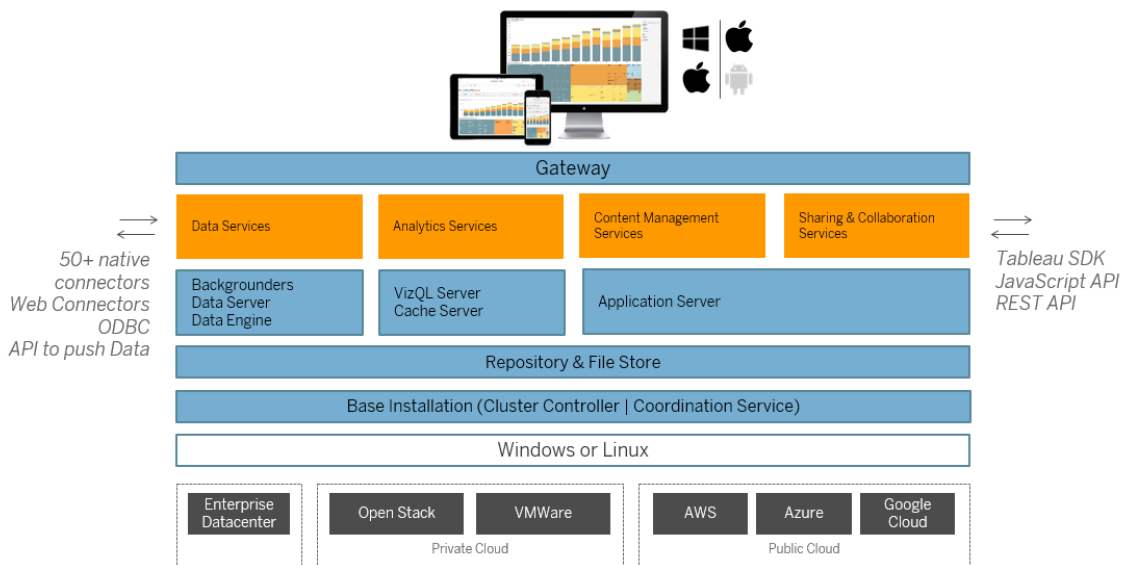 Gateway
Data Services
Analytics Services
Content Management
Services
Sharing & Collaboration
Services
50+ native
connectors
Web Connectors
ODBC
API to push Data
Tableau SDK
JavaScript API
REST API
Backgrounders
Data Server
Data Engine
VizQL Server
Cache Server
Application Server
Repository & File Store
Base Installation (Cluster Controller | Coordination Service)
Windows or Linux
Enterprise
Datacenter
Open Stack
VMWare
AWS
Azure
Google
Cloud
Private Cloud
Public Cloud